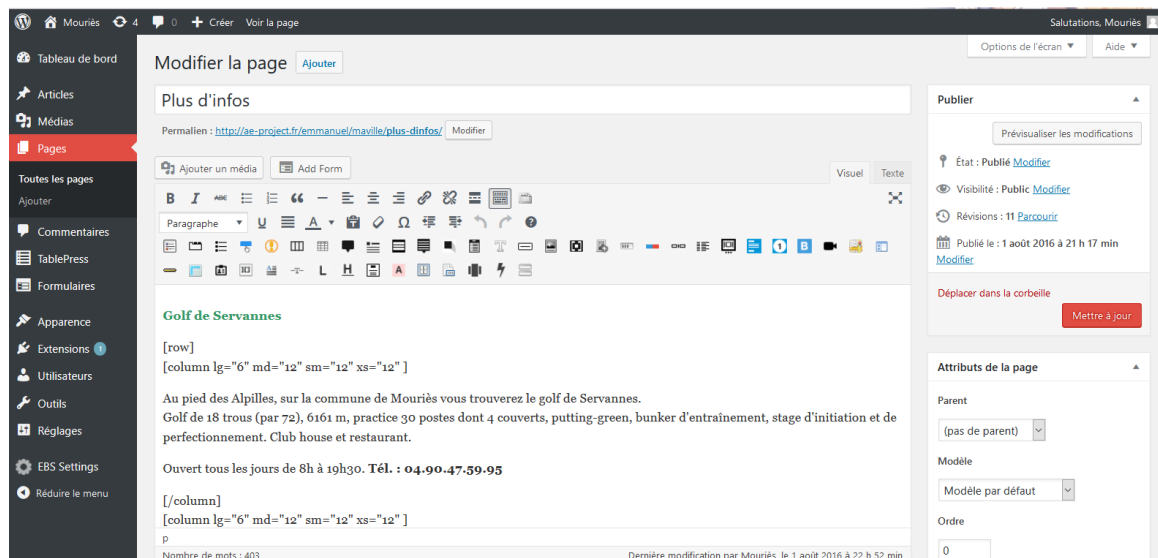 Mouriès 4 0 + Créer Voir la page Salutations, Mouriès
Options de l'écran ▼ Aide ▼
Tableau de bord
Articles
Médias
Pages
Toutes les pages
Ajouter
Commentaires
TablePress
Formulaires
Apparence
Extensions 1
Utilisateurs
Outils
Réglages
EBS Settings
Réduire le menu
Modifier la page Ajouter
Plus d'infos
Permalien : http://ae-project.fr/emmanuel/maville/plus-dinfos/ Modifier
Ajouter un média Add Form
Visuel Texte
B I ABC
Paragraphe ▼ U A ▼ Ω
T 1 B
ID T L H A
Golf de Servannes
[row]
[column lg="6" md="12" sm="12" xs="12" ]
Au pied des Alpilles, sur la commune de Mouriès vous trouverez le golf de Servannes.
Golf de 18 trous (par 72), 6161 m, practice 30 postes dont 4 couverts, putting-green, bunker d'entraînement, stage d'initiation et de
perfectionnement. Club house et restaurant.
Ouvert tous les jours de 8h à 19h30. Tél. : 04.90.47.59.95
[/column]
[column lg="6" md="12" sm="12" xs="12" ]
p
Nombre de mots : 403 Dernière modification par Mouriès, le 1 août 2016 à 22 h 52 min
Publier
Prévisualiser les modifications
État : Publié Modifier
Visibilité : Public Modifier
Révisions : 11 Parcourir
Publié le : 1 août 2016 à 21 h 17 min
Modifier
Déplacer dans la corbeille
Mettre à jour
Attributs de la page
Parent
(pas de parent)
Modèle
Modèle par défaut
Ordre
0